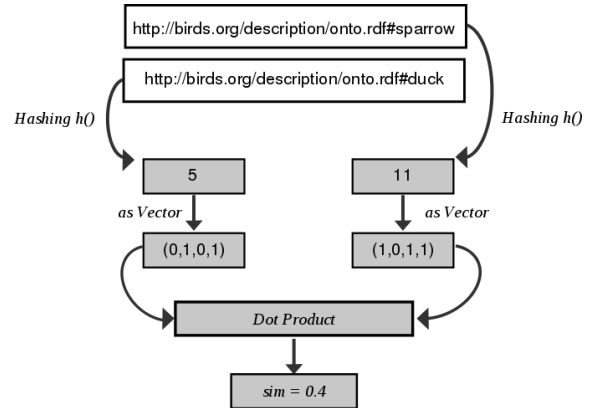 http://birds.org/description/onto.rdf#sparrow
http://birds.org/description/onto.rdf#duck
Hashing h()
Hashing h()
5
11
as Vector
as Vector
(0,1,0,1)
(1,0,1,1)
Dot Product
sim = 0.4